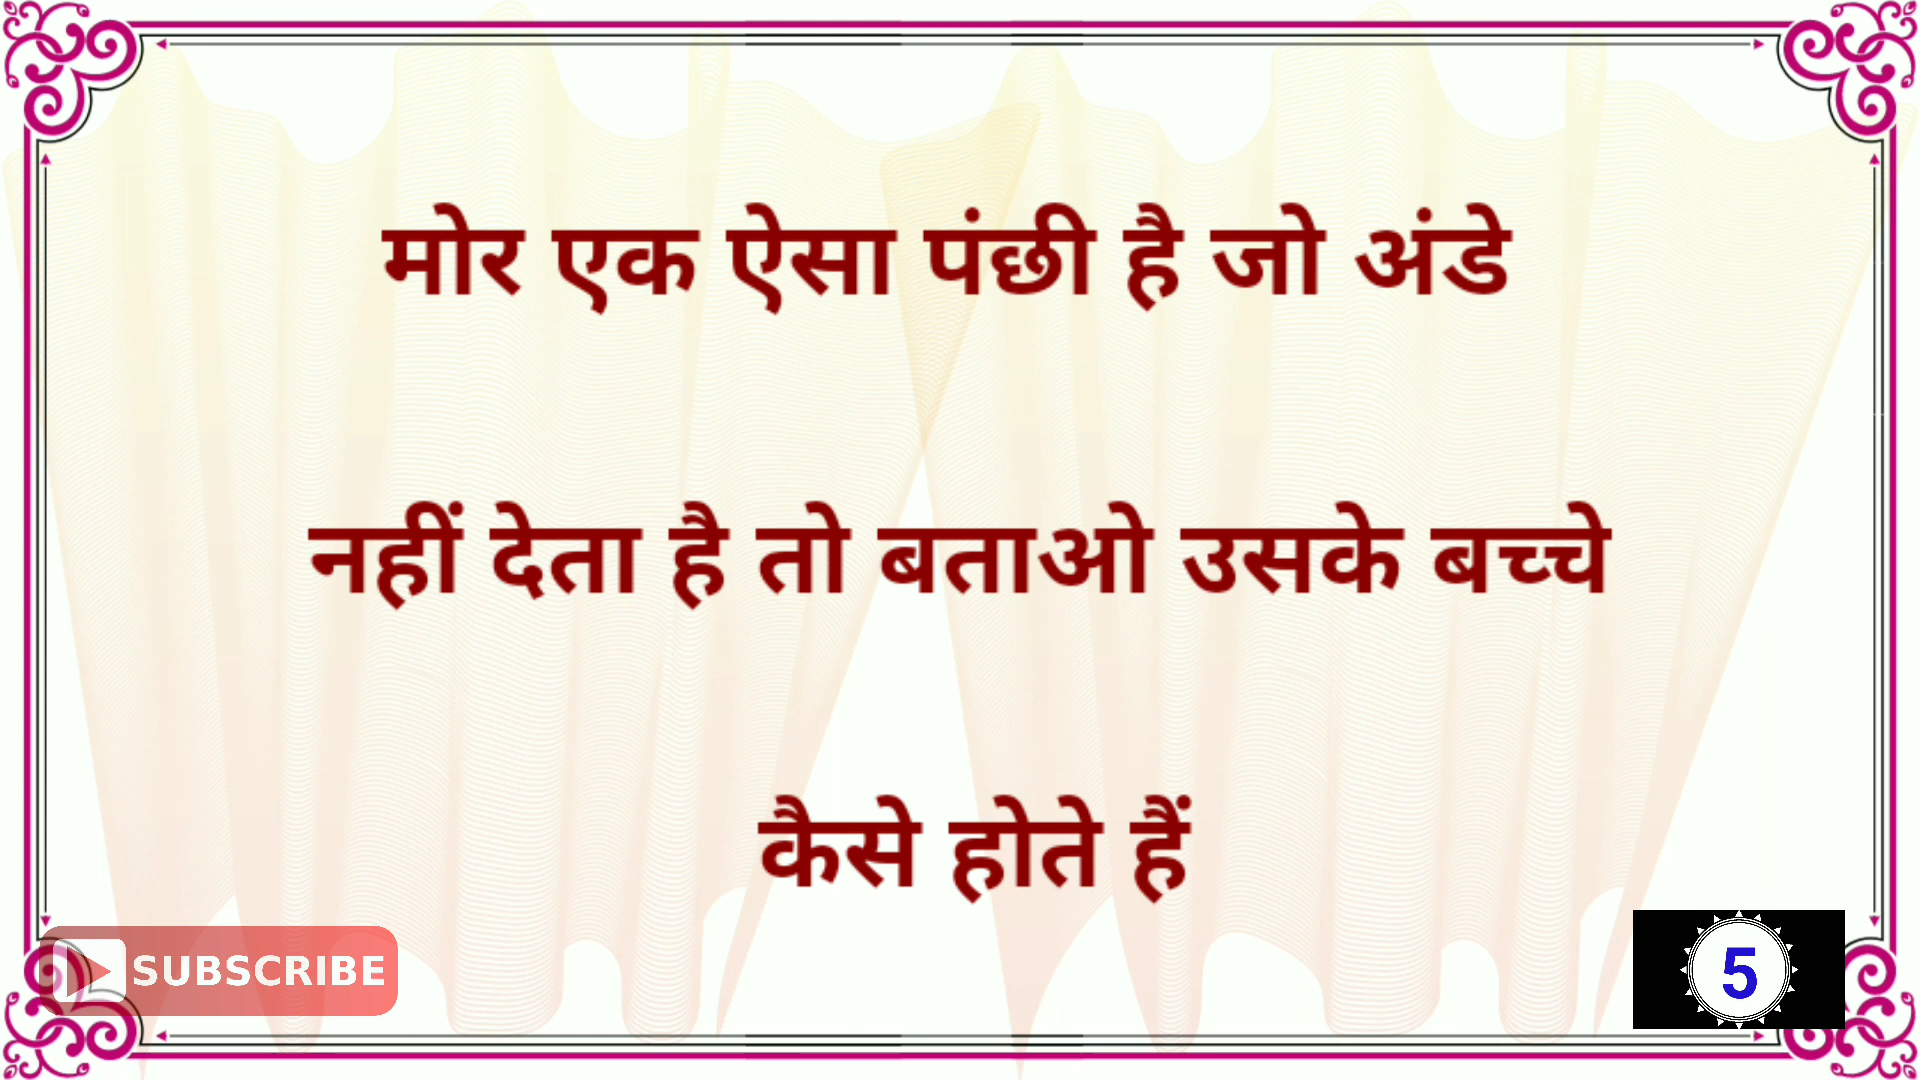 मोर एक ऐसा पंछी है जो अंडे
नहीं देता है तो बताओ उसके बच्चे
कैसे होते हैं
SUBSCRIBE
5